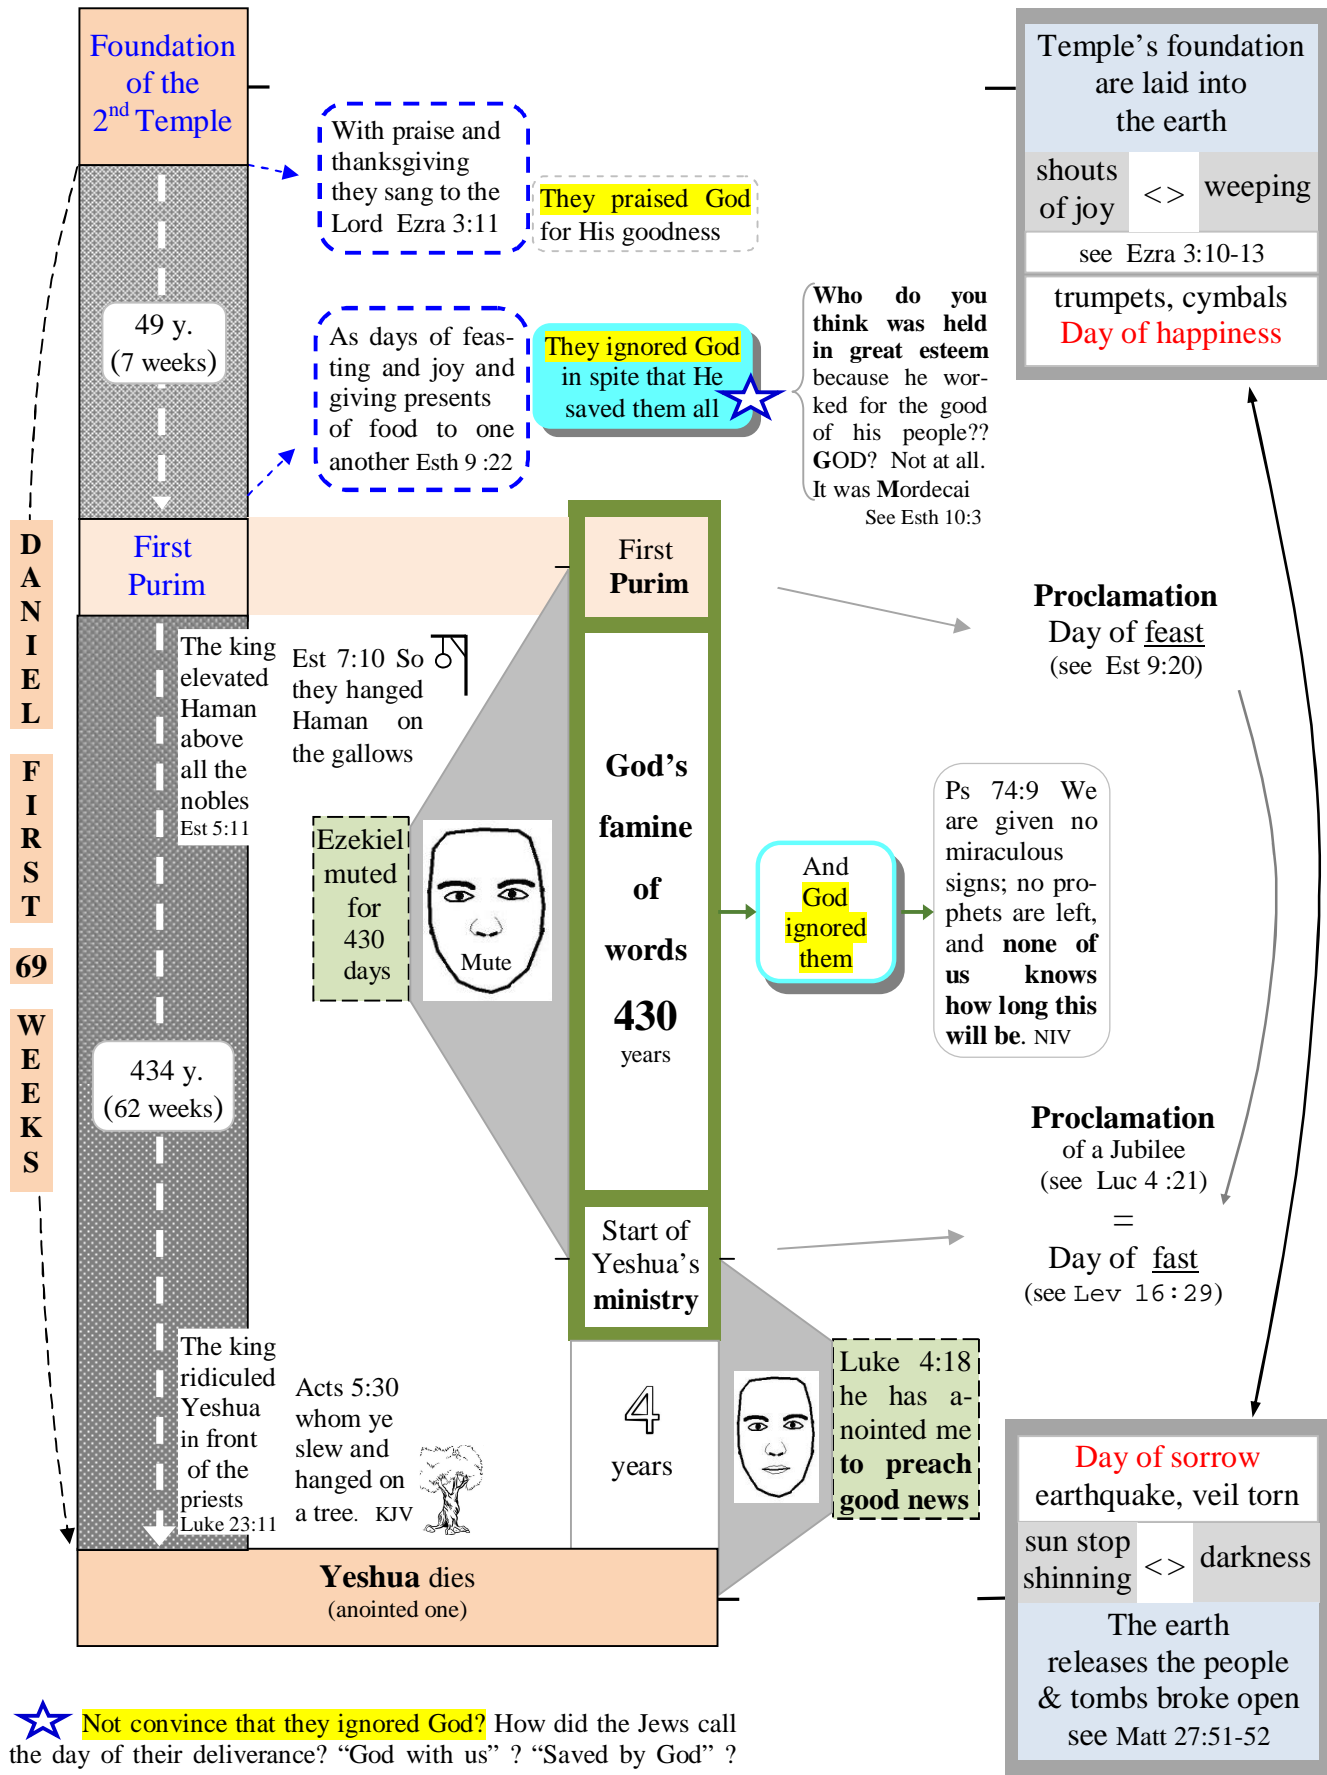 Foundation
of the
2nd Temple
With praise and
thanksgiving
they sang to the
Lord Ezra 3:11
They praised God
for His goodness
Temple’s foundation
are laid into
the earth
shouts
of joy
<>
weeping
see Ezra 3:10-13
trumpets, cymbals
Day of happiness
49 y.
(7 weeks)
As days of feas-
ting and joy and
giving presents
of food to one
another Esth 9 :22
They ignored God
in spite that He
saved them all
Who do you
think was held
in great esteem
because he wor-
ked for the good
of his people??
GOD? Not at all.
It was Mordecai
See Esth 10:3
DANIEL
FIRST
69
WEEKS
First
Purim
First
Purim
Proclamation
Day of feast
(see Est 9:20)
The king
elevated
Haman
above
all the
nobles
Est 5:11
Est 7:10 So
they hanged
Haman on
the gallows
Ezekiel
muted
for
430
days
Mute
God’s
famine
of
words
430
years
And
God
ignored
them
Ps 74:9 We
are given no
miraculous
signs; no pro-
phets are left,
and none of
us knows
how long this
will be. NIV
434 y.
(62 weeks)
Proclamation
of a Jubilee
(see Luc 4 :21)
=
Day of fast
(see Lev 16:29)
Start of
Yeshua’s
ministry
The king
ridiculed
Yeshua
in front
of the
priests
Luke 23:11
Acts 5:30
whom ye
slew and
hanged on
a tree. KJV
4
years
Luke 4:18
he has a-
nointed me
to preach
good news
Day of sorrow
earthquake, veil torn
sun stop
shinning
<>
darkness
The earth
releases the people
& tombs broke open
see Matt 27:51-52
Yeshua dies
(anointed one)
Not convince that they ignored God? How did the Jews call
the day of their deliverance? “God with us” ? “Saved by God” ?